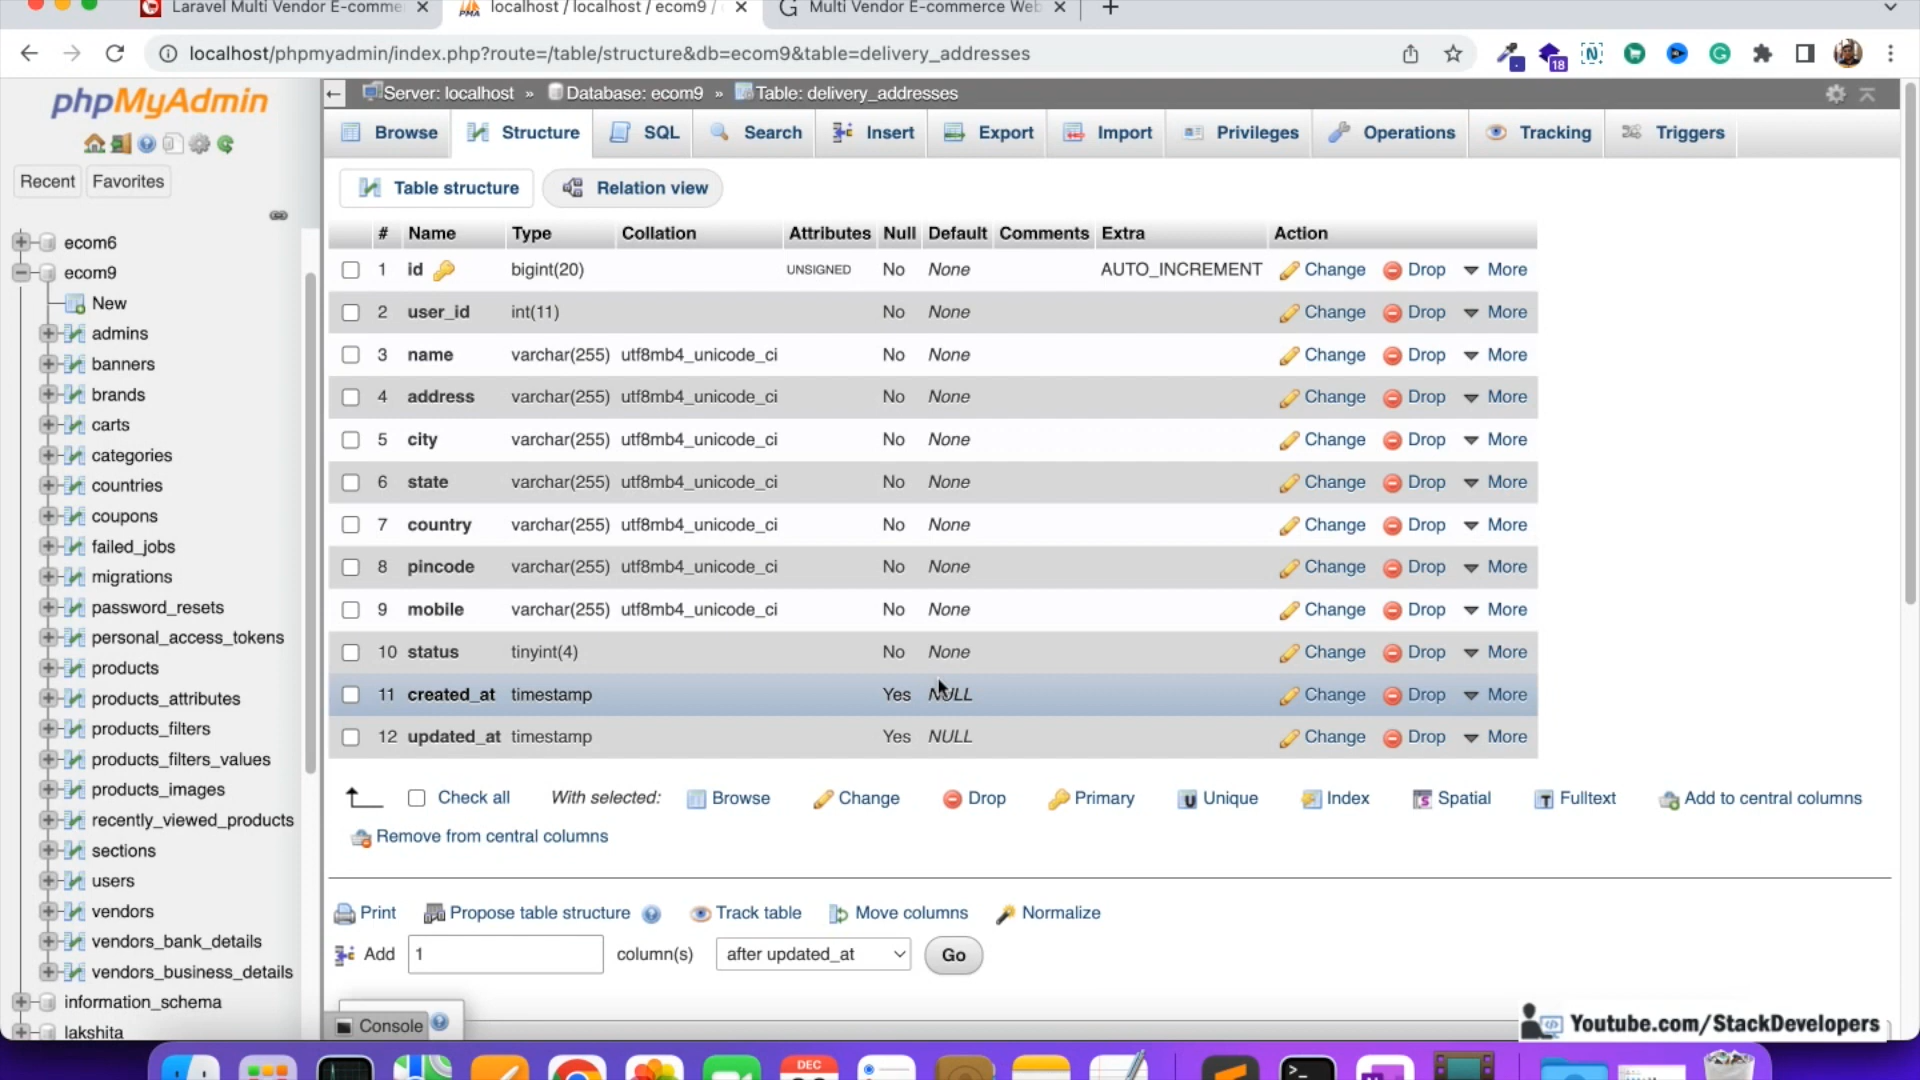 Laravel Multi Vendor E-comme
localhost / localhost / ecom9 /
Multi Vendor E-commerce Web
localhost/phpmyadmin/index.php?route=/table/structure&db=ecom9&table=delivery_addresses
18
phpMyAdmin
Recent Favorites
ecom6
ecom9
New
admins
banners
brands
carts
categories
countries
coupons
failed_jobs
migrations
password_resets
personal_access_tokens
products
products_attributes
products_filters
products_filters_values
products_images
recently_viewed_products
sections
users
vendors
vendors_bank_details
vendors_business_details
information_schema
lakshita
Server: localhost » Database: ecom9 » Table: delivery_addresses
Browse Structure SQL Search Insert Export Import Privileges Operations Tracking Triggers
Table structure Relation view
# Name Type Collation Attributes Null Default Comments Extra Action
1 id bigint(20) UNSIGNED No None AUTO_INCREMENT Change Drop More
2 user_id int(11) No None Change Drop More
3 name varchar(255) utf8mb4_unicode_ci No None Change Drop More
4 address varchar(255) utf8mb4_unicode_ci No None Change Drop More
5 city varchar(255) utf8mb4_unicode_ci No None Change Drop More
6 state varchar(255) utf8mb4_unicode_ci No None Change Drop More
7 country varchar(255) utf8mb4_unicode_ci No None Change Drop More
8 pincode varchar(255) utf8mb4_unicode_ci No None Change Drop More
9 mobile varchar(255) utf8mb4_unicode_ci No None Change Drop More
10 status tinyint(4) No None Change Drop More
11 created_at timestamp Yes NULL Change Drop More
12 updated_at timestamp Yes NULL Change Drop More
Check all With selected: Browse Change Drop Primary Unique Index Spatial Fulltext Add to central columns
Remove from central columns
Print Propose table structure Track table Move columns Normalize
Add 1 column(s) after updated_at Go
Console
Youtube.com/StackDevelopers
DEC